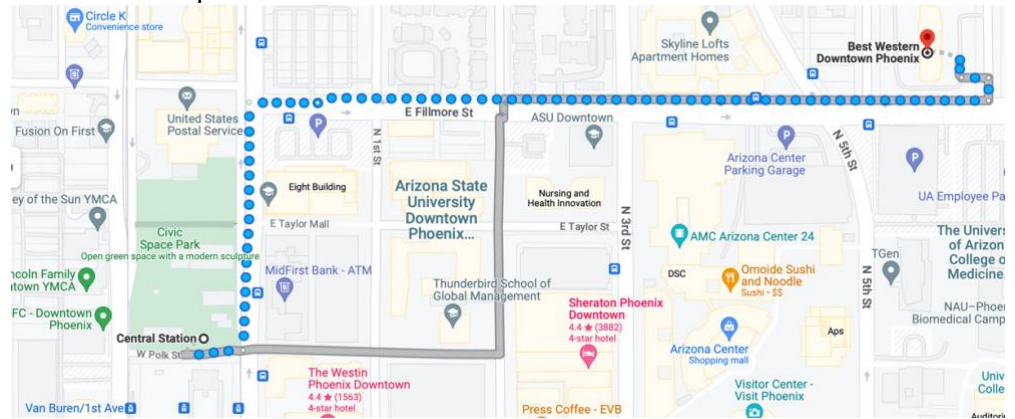 Circle K
Convenience store
United States
Postal Service
Fusion On First
ey of the Sun YMCA
Civic
Space Park
Open green space with a modern sculpture
ncoln Family
town YMCA
FC - Downtown
Phoenix
Central Station
W Polk St
Van Buren/1st Ave
Eight Building
E Taylor Mall
MidFirst Bank - ATM
The Westin
Phoenix Downtown
4.4 ★ (1563)
4-star hotel
N 1st St
E Fillmore St
Arizona State
University
Downtown
Phoenix...
Thunderbird School of
Global Management
ASU Downtown
Nursing and
Health Innovation
E Taylor St
N 3rd St
Sheraton Phoenix
Downtown
4.4 ★ (3882)
4-star hotel
Press Coffee - EVB
Skyline Lofts
Apartment Homes
Best Western
Downtown Phoenix
Arizona Center
Parking Garage
N 5th St
AMC Arizona Center 24
DSC
Omoide Sushi
and Noodle
Sushi • $$
Arizona Center
Shopping mall
Visitor Center -
Visit Phoenix
Aps
TGen
N 5th St
UA Employee Pa
The Univers
of Arizon
College o
Medicine.
NAU–Phoe
Biomedical Camp
Univ
Colle
Auditoriu